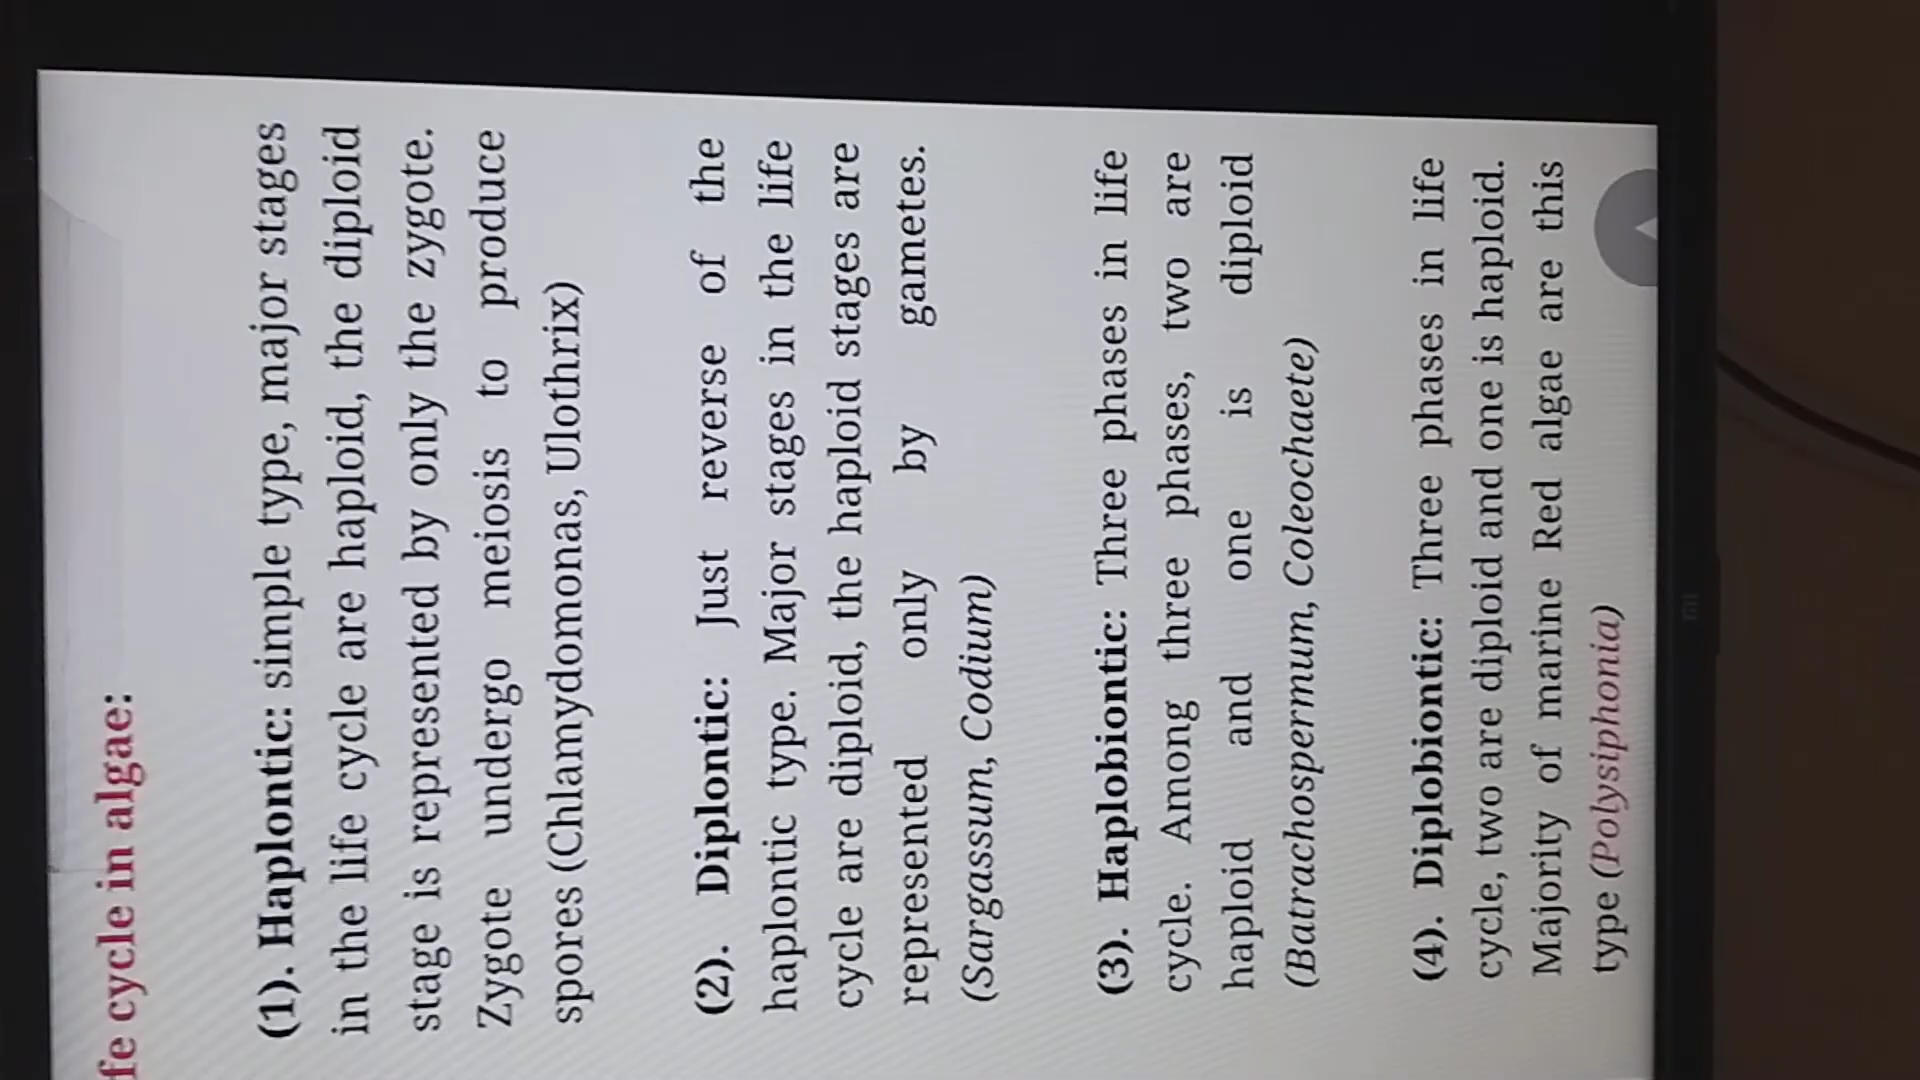 fe cycle in algae:
(1). Haplontic: simple type, major stages
in the life cycle are haploid, the diploid
stage is represented by only the zygote.
Zygote undergo meiosis to produce
spores (Chlamydomonas, Ulothrix)
(2). Diplontic: Just reverse of the
haplontic type. Major stages in the life
cycle are diploid, the haploid stages are
represented only by gametes.
(Sargassum, Codium)
(3). Haplobiontic: Three phases in life
cycle. Among three phases, two are
haploid and one is diploid
(Batrachospermum, Coleochaete)
(4). Diplobiontic: Three phases in life
cycle, two are diploid and one is haploid.
Majority of marine Red algae are this
type (Polysiphonia)
mi